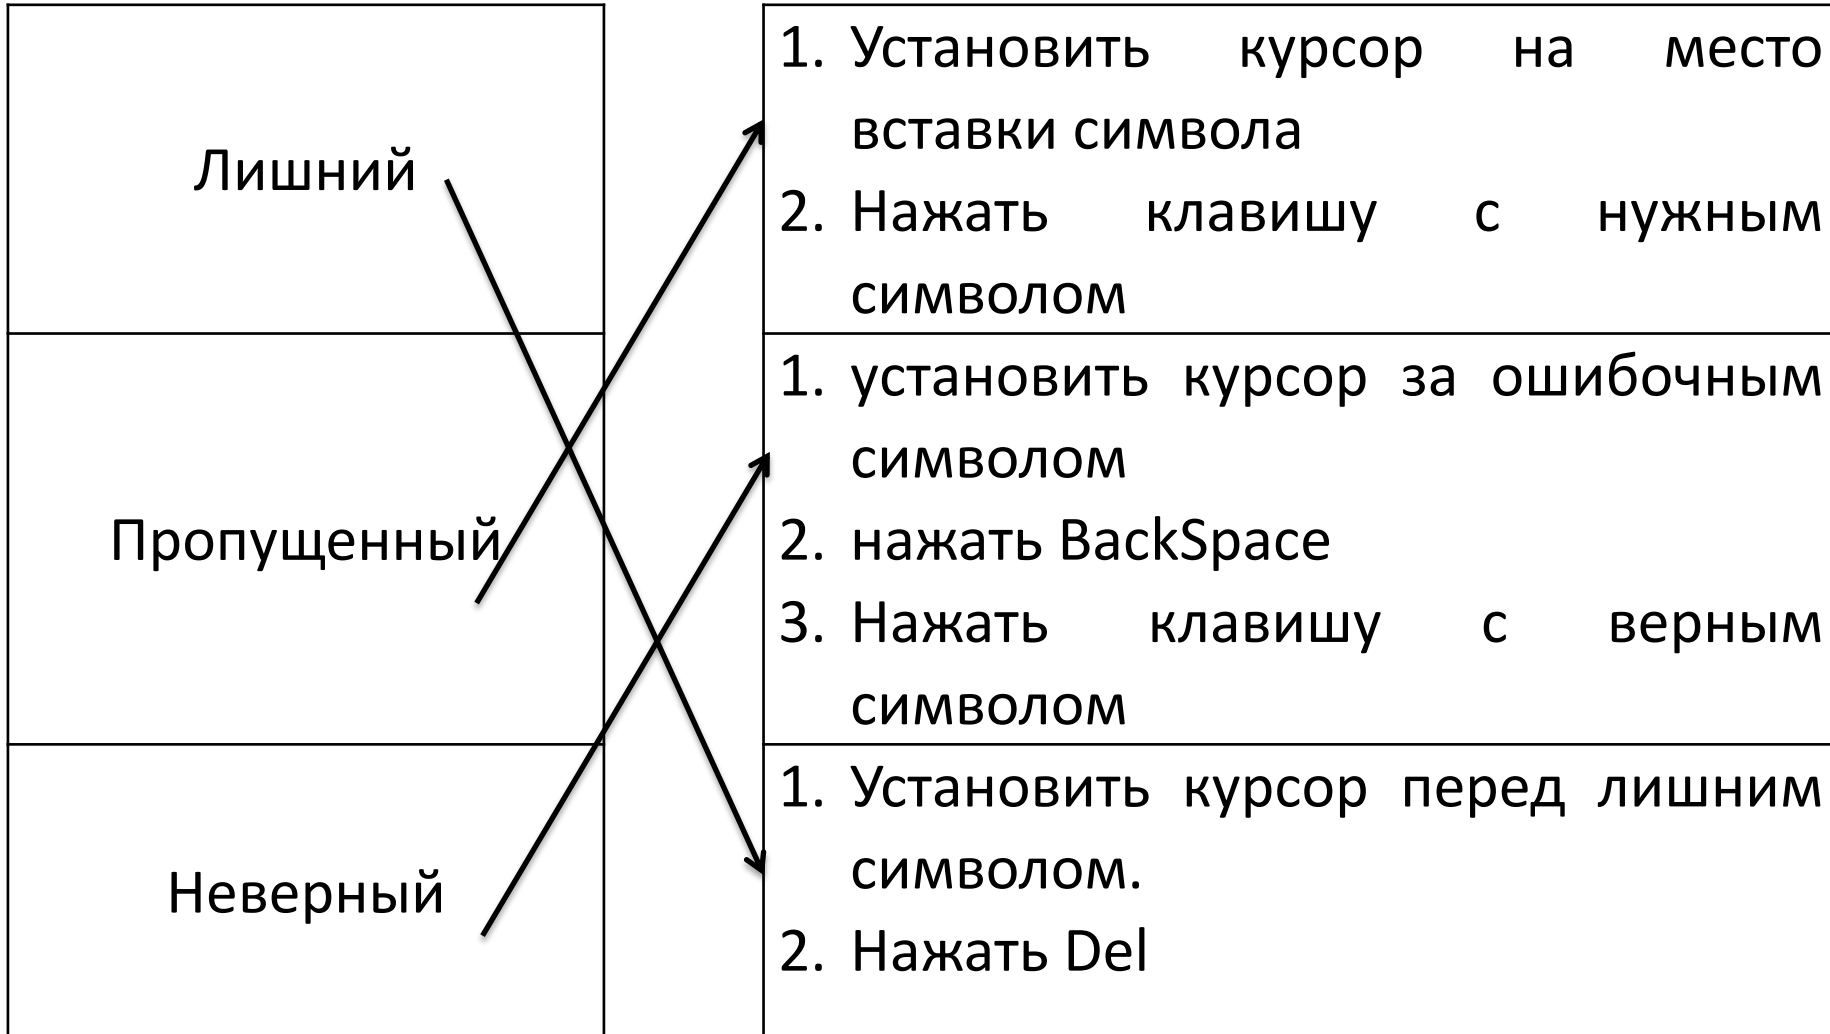 Лишний
1. Установить курсор на место
вставки символа
2. Нажать клавишу с нужным
символом
Пропущенный
1. установить курсор за ошибочным
символом
2. нажать BackSpace
3. Нажать клавишу с верным
символом
Неверный
1. Установить курсор перед лишним
символом.
2. Нажать Del